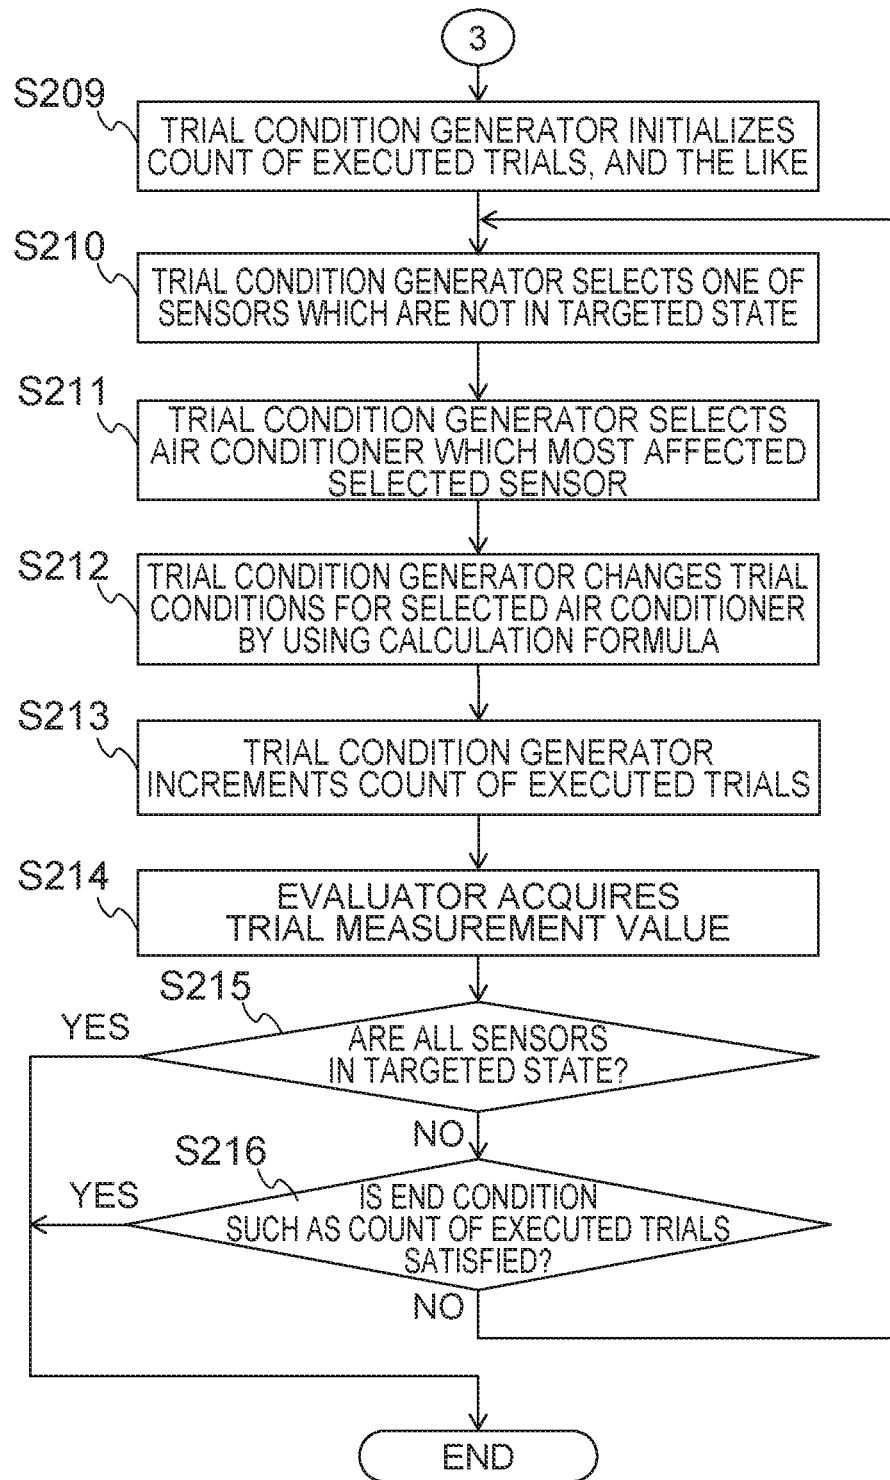 3
S209
TRIAL CONDITION GENERATOR INITIALIZES
COUNT OF EXECUTED TRIALS, AND THE LIKE
S210
TRIAL CONDITION GENERATOR SELECTS ONE OF
SENSORS WHICH ARE NOT IN TARGETED STATE
S211
TRIAL CONDITION GENERATOR SELECTS
AIR CONDITIONER WHICH MOST AFFECTED
SELECTED SENSOR
S212
TRIAL CONDITION GENERATOR CHANGES TRIAL
CONDITIONS FOR SELECTED AIR CONDITIONER
BY USING CALCULATION FORMULA
S213
TRIAL CONDITION GENERATOR
INCREMENTS COUNT OF EXECUTED TRIALS
S214
EVALUATOR ACQUIRES
TRIAL MEASUREMENT VALUE
S215
YES
ARE ALL SENSORS
IN TARGETED STATE?
NO
S216
YES
IS END CONDITION
SUCH AS COUNT OF EXECUTED TRIALS
SATISFIED?
NO
END